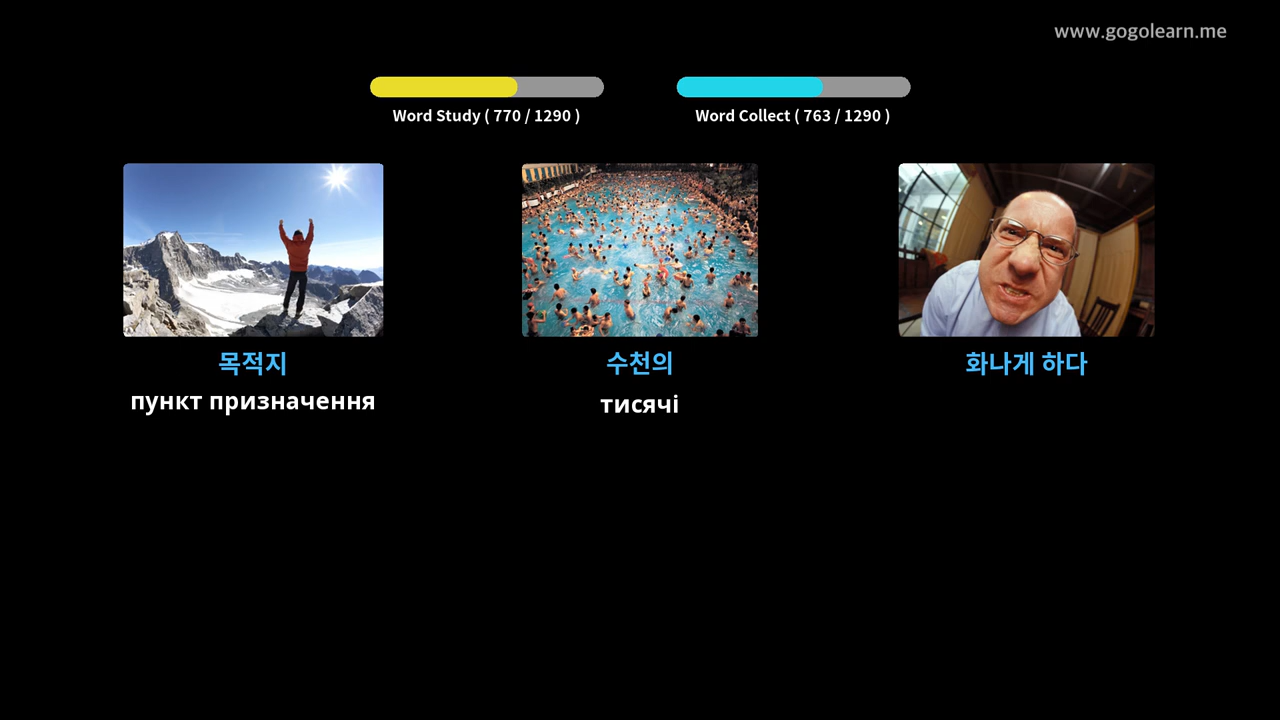 www.gogolearn.me
Word Study ( 770 / 1290 )
Word Collect ( 763 / 1290 )
목적지
수천의
화나게 하다
пункт призначення
тисячі